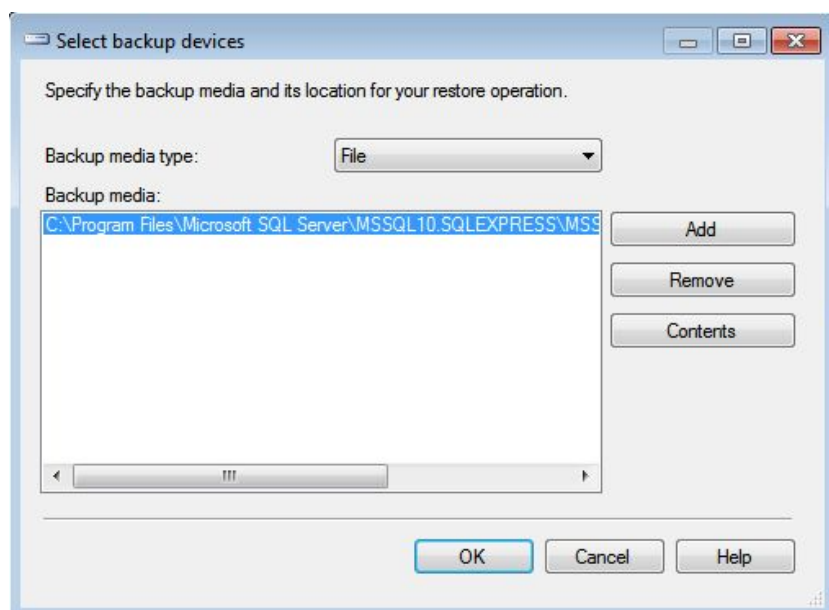 Select backup devices
Specify the backup media and its location for your restore operation.
Backup media type: File
Backup media:
C:\Program Files\Microsoft SQL Server\MSSQL10.SQLEXPRESS\MSS
Add
Remove
Contents
OK Cancel Help